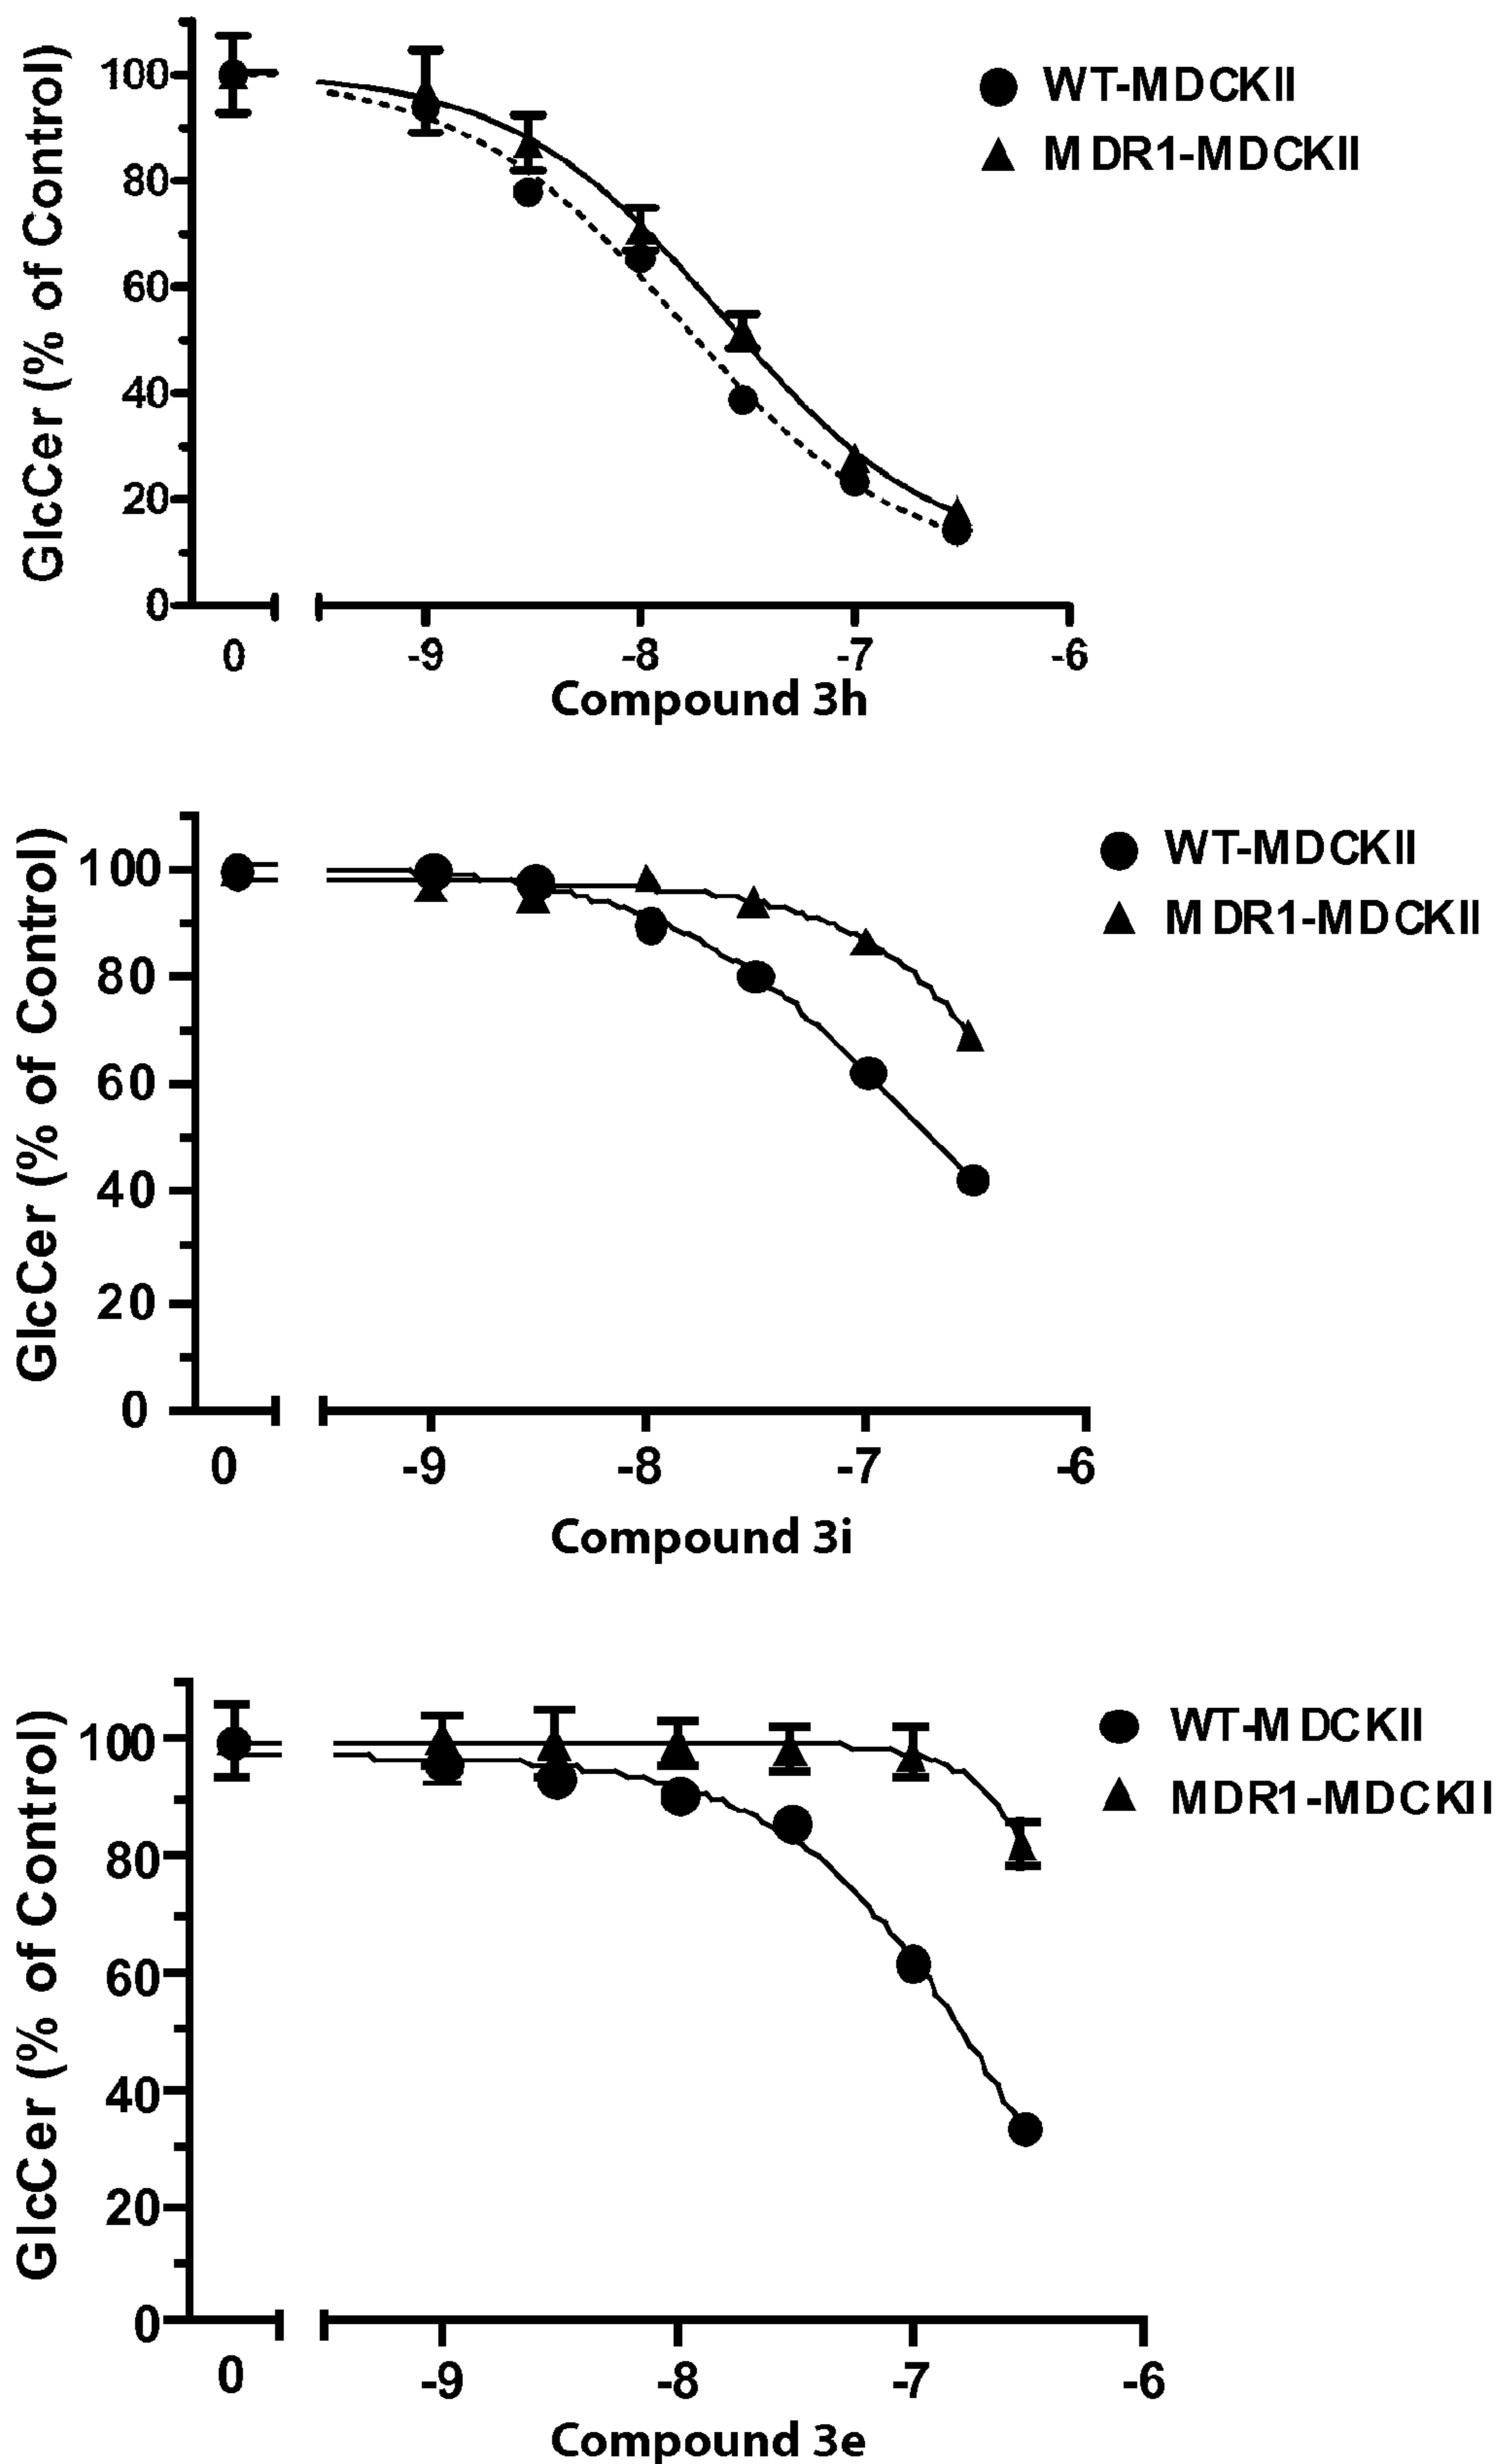 GlcCer (% of Control)
100
80
60
40
20
0
WT-MDCKII
MDR1-MDCKII
0 -9 -8 -7 -6
Compound 3h
GlcCer (% of Control)
100
80
60
40
20
0
WT-MDCKII
MDR1-MDCKII
0 -9 -8 -7 -6
Compound 3i
GlcCer (% of Control)
100
80
60
40
20
0
WT-MDCKII
MDR1-MDCKII
0 -9 -8 -7 -6
Compound 3e